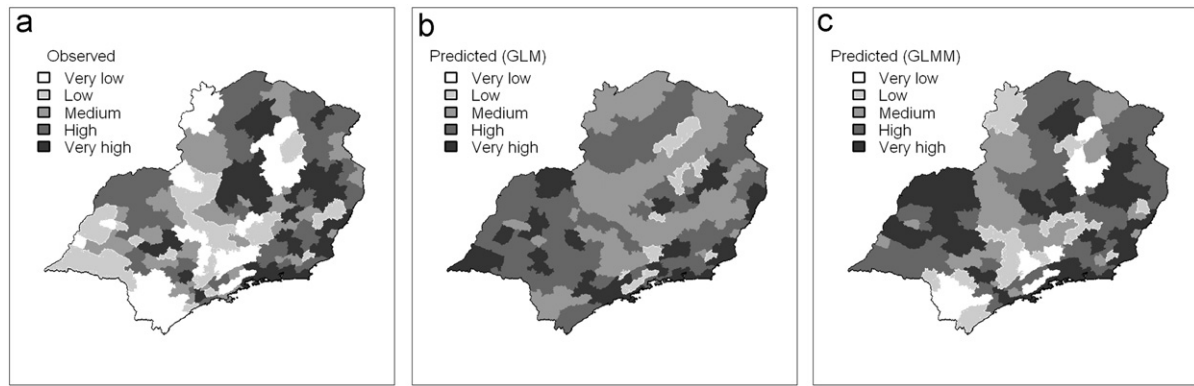 a
Observed
Very low
Low
Medium
High
Very high
b
Predicted (GLM)
Very low
Low
Medium
High
Very high
c
Predicted (GLMM)
Very low
Low
Medium
High
Very high